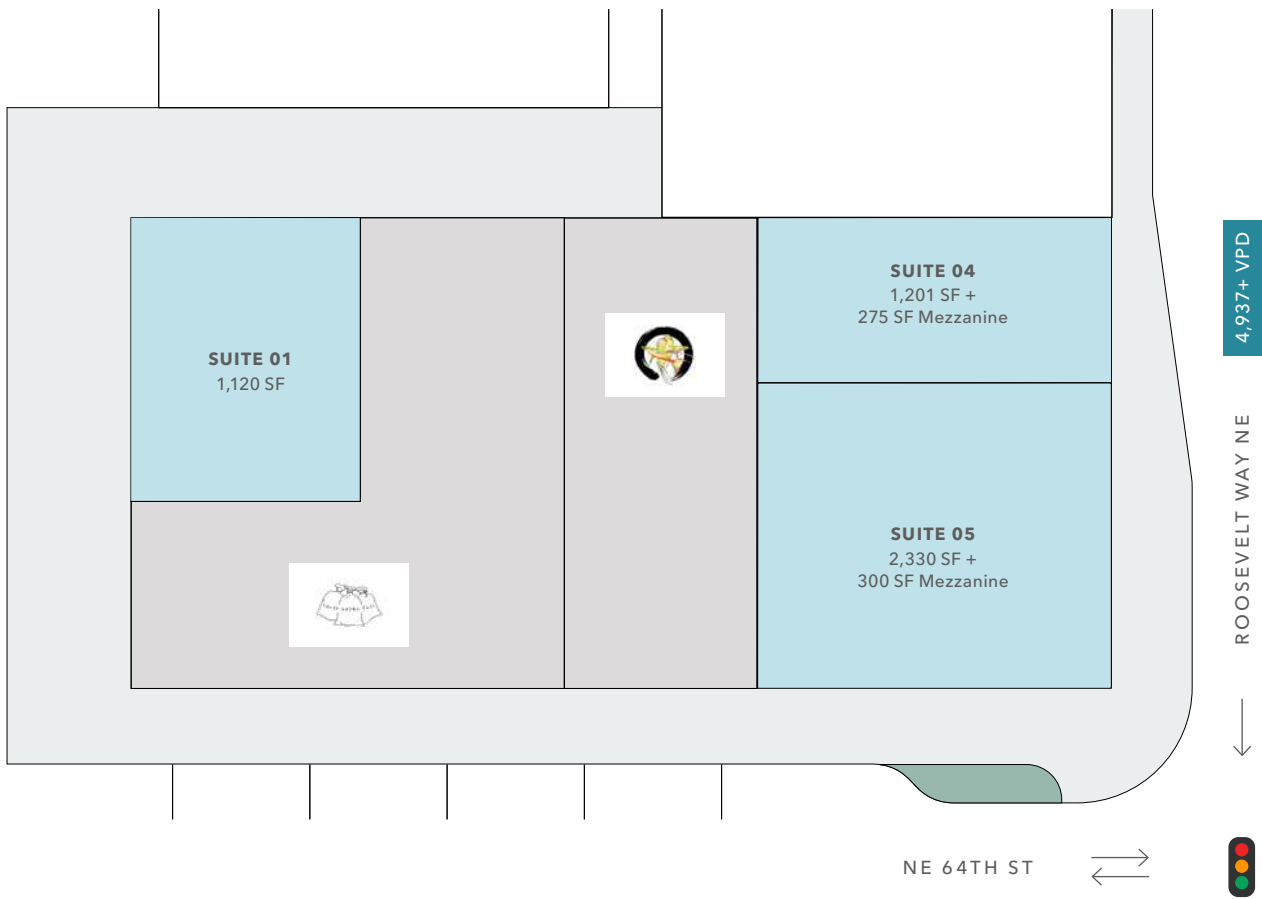 SUITE 01
1,120 SF
SUITE 04
1,201 SF +
275 SF Mezzanine
SUITE 05
2,330 SF +
300 SF Mezzanine
4,937+ VPD
ROOSEVELT WAY NE
NE 64TH ST